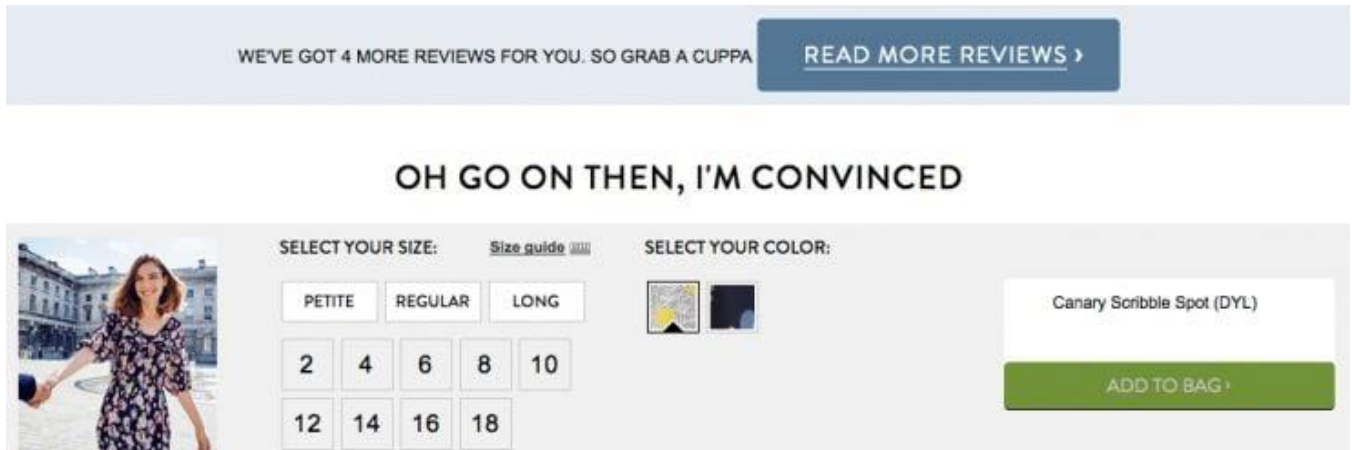 WE'VE GOT 4 MORE REVIEWS FOR YOU. SO GRAB A CUPPA READ MORE REVIEWS ›
OH GO ON THEN, I'M CONVINCED
SELECT YOUR SIZE: Size guide
PETITE REGULAR LONG
2 4 6 8 10
12 14 16 18
SELECT YOUR COLOR:
Canary Scribble Spot (DYL)
ADD TO BAG ›